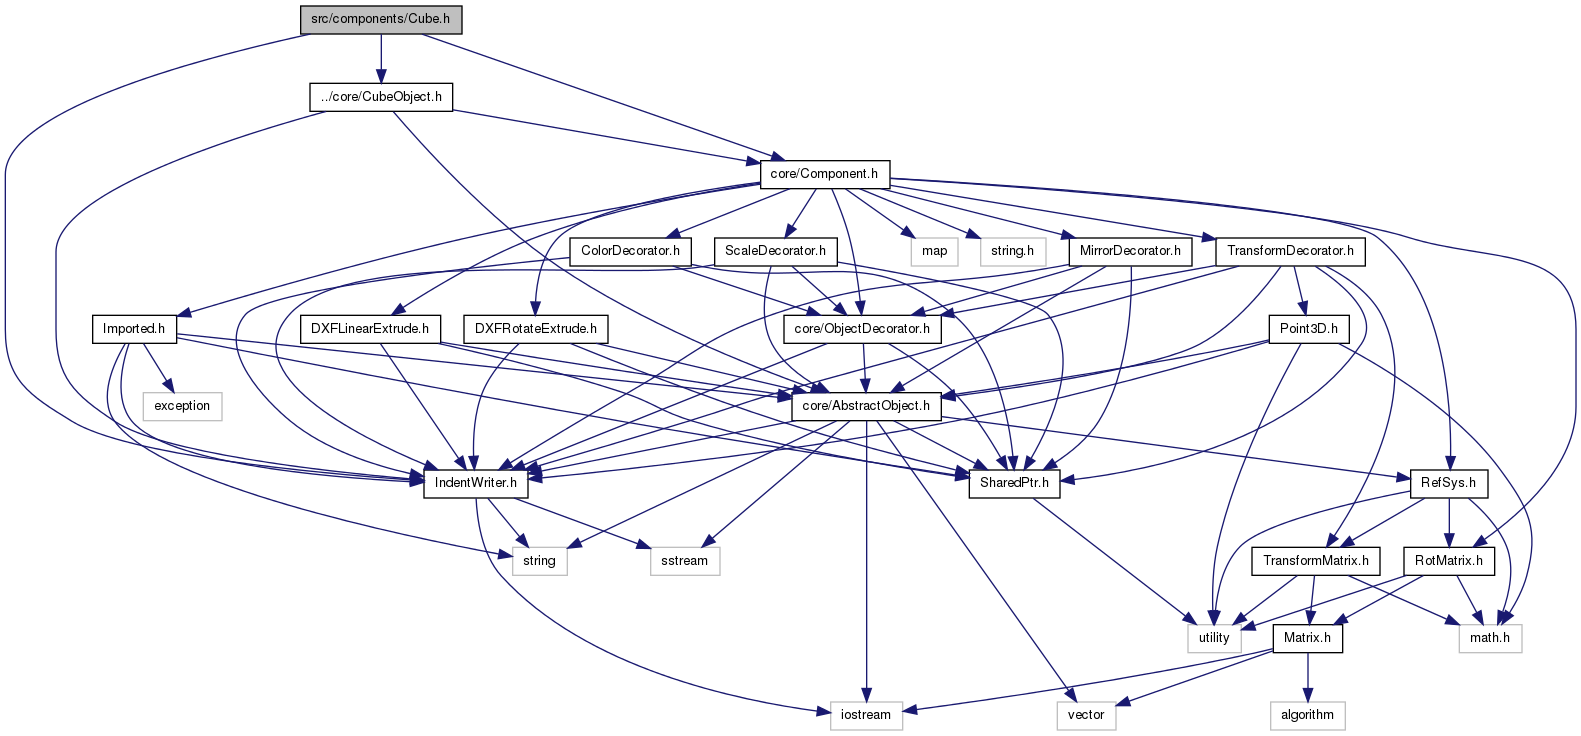 src/components/Cube.h
../core/CubeObject.h
core/Component.h
ColorDecorator.h
ScaleDecorator.h
map
string.h
MirrorDecorator.h
TransformDecorator.h
Imported.h
DXFLinearExtrude.h
DXFRotateExtrude.h
core/ObjectDecorator.h
Point3D.h
exception
core/AbstractObject.h
IndentWriter.h
SharedPtr.h
RefSys.h
string
sstream
TransformMatrix.h
RotMatrix.h
utility
Matrix.h
math.h
iostream
vector
algorithm